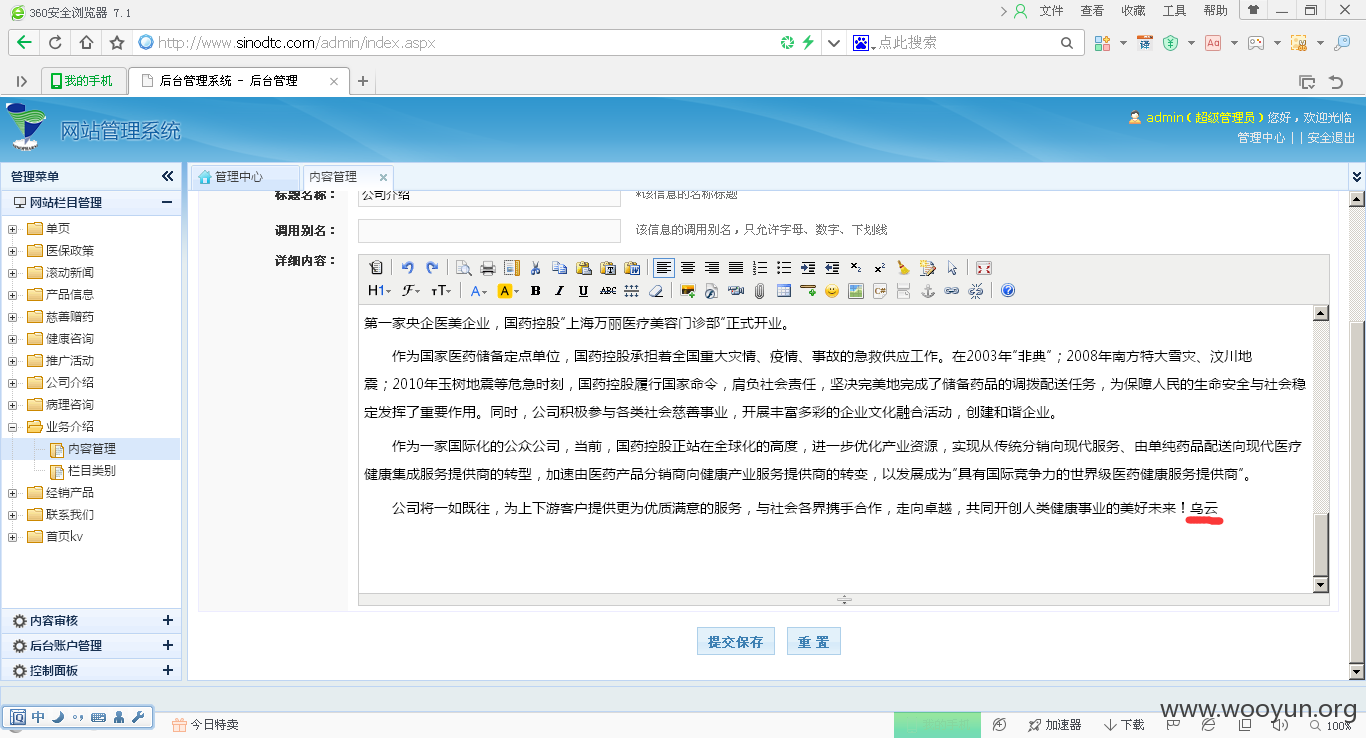 360安全浏览器 7.1
文件 查看 收藏 工具 帮助
http://www.sinodtc.com/admin/index.aspx
点此搜索
我的手机
后台管理系统 - 后台管理
网站管理系统
admin(超级管理员)您好，欢迎光临
管理中心 || 安全退出
管理菜单
管理中心
内容管理
网站栏目管理
单页
医保政策
滚动新闻
产品信息
慈善赠药
健康咨询
推广活动
公司介绍
病理咨询
业务介绍
内容管理
栏目类别
经销产品
联系我们
首页kv
内容审核
后台账户管理
控制面板
标题名称： 公司介绍 *该信息的名称标题
调用别名： 该信息的调用别名，只允许字母、数字、下划线
详细内容：
第一家央企医美企业，国药控股"上海万丽医疗美容门诊部"正式开业。
作为国家医药储备定点单位，国药控股承担着全国重大灾情、疫情、事故的急救供应工作。在2003年"非典"；2008年南方特大雪灾、汶川地
震；2010年玉树地震等危急时刻，国药控股履行国家命令，肩负社会责任，坚决完美地完成了储备药品的调拨配送任务，为保障人民的生命安全与社会稳
定发挥了重要作用。同时，公司积极参与各类社会慈善事业，开展丰富多彩的企业文化融合活动，创建和谐企业。
作为一家国际化的公众公司，当前，国药控股正站在全球化的高度，进一步优化产业资源，实现从传统分销向现代服务、由单纯药品配送向现代医疗
健康集成服务提供商的转型，加速由医药产品分销商向健康产业服务提供商的转变，以发展成为"具有国际竞争力的世界级医药健康服务提供商"。
公司将一如既往，为上下游客户提供更为优质满意的服务，与社会各界携手合作，走向卓越，共同开创人类健康事业的美好未来！乌云
提交保存 重 置
中
今日特卖
加速器 下载 100%
www.wooyun.org